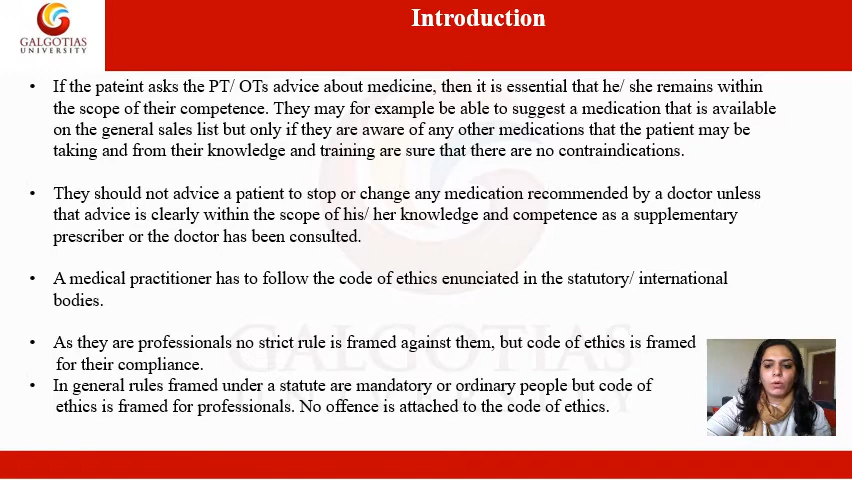 Introduction
GALGOTIAS
UNIVERSITY
• If the pateint asks the PT/ OTs advice about medicine, then it is essential that he/ she remains within
the scope of their competence. They may for example be able to suggest a medication that is available
on the general sales list but only if they are aware of any other medications that the patient may be
taking and from their knowledge and training are sure that there are no contraindications.
• They should not advice a patient to stop or change any medication recommended by a doctor unless
that advice is clearly within the scope of his/ her knowledge and competence as a supplementary
prescriber or the doctor has been consulted.
• A medical practitioner has to follow the code of ethics enunciated in the statutory/ international
bodies.
• As they are professionals no strict rule is framed against them, but code of ethics is framed
for their compliance.
• In general rules framed under a statute are mandatory or ordinary people but code of
ethics is framed for professionals. No offence is attached to the code of ethics.
GALGOTIAS
UNIVERSITY